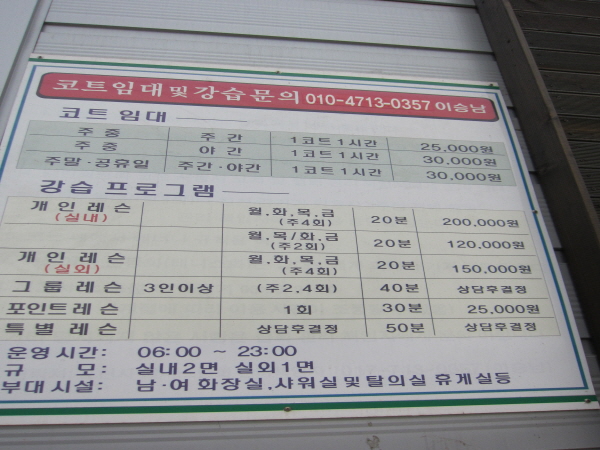 코트임대및강습문의 010-4713-0357 이승남
코트 임대
주 중 주 간 1코트 1시간 25,000원
주 중 야 간 1코트 1시간 30,000원
주말·공휴일 주간·야간 1코트 1시간 30,000원
강습 프로그램
개인레슨 (실내) 월,화,목,금 (주4회) 20분 200,000원
월,목/화,금 (주2회) 20분 120,000원
개인레슨 (실외) 월,화,목,금 (주4회) 20분 150,000원
그룹레슨 3인이상 (주2,4회) 40분 상담후결정
포인트레슨 1회 30분 25,000원
특별레슨 상담후결정 50분 상담후결정
운영시간: 06:00 ~ 23:00
규 모: 실내2면 실외1면
부대시설: 남·여화장실,샤워실및탈의실 휴게실등